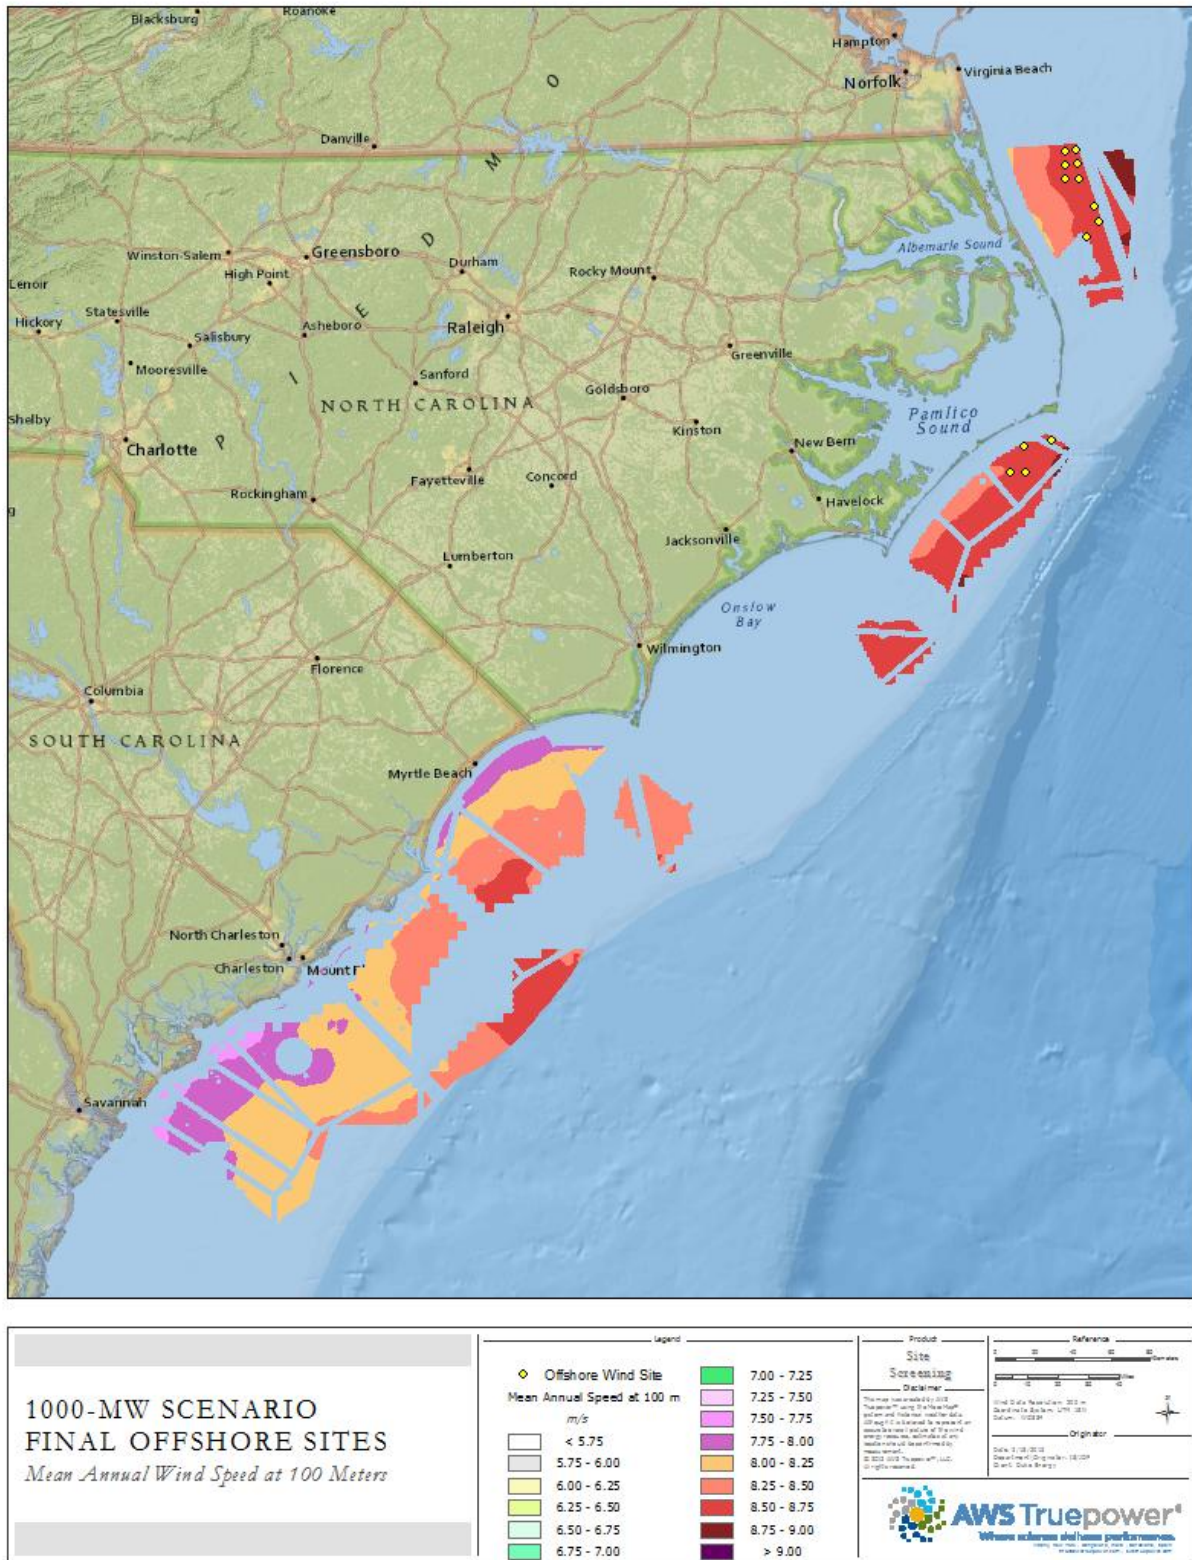 Blacksburg
Roanoke
Hampton
Norfolk
Virginia Beach
Danville
P I E D M O
Winston-Salem
Greensboro
High Point
Durham
Rocky Mount
Albemarle Sound
Lenoir
Hickory
Statesville
Salisbury
Asheboro
Raleigh
Greenville
Mooresville
Sanford
Goldsboro
NORTH CAROLINA
Shelby
Charlotte
Kinston
Pamlico
Sound
New Bern
Fayetteville
Concord
Rockingham
Havelock
g
Jacksonville
Lumberton
Onslow
Bay
Wilmington
Florence
Columbia
SOUTH CAROLINA
Myrtle Beach
North Charleston
Charleston
Mount Pl
Savannah
1000-MW SCENARIO
FINAL OFFSHORE SITES
Mean Annual Wind Speed at 100 Meters
Legend
Offshore Wind Site
Mean Annual Speed at 100 m
m/s
< 5.75
5.75 - 6.00
6.00 - 6.25
6.25 - 6.50
6.50 - 6.75
6.75 - 7.00
7.00 - 7.25
7.25 - 7.50
7.50 - 7.75
7.75 - 8.00
8.00 - 8.25
8.25 - 8.50
8.50 - 8.75
8.75 - 9.00
> 9.00
Product
Site
Screening
Disclaimer
Reference
Originator
AWS Truepower
Where science delivers performance.